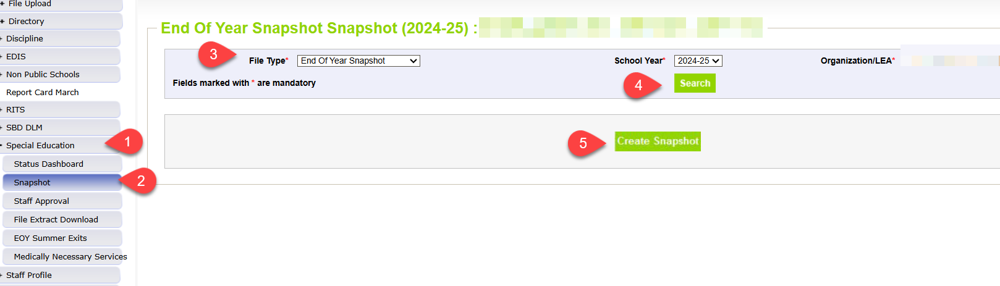 + File Upload
+ Directory
+ Discipline
+ EDIS
+ Non Public Schools
Report Card March
+ RITS
+ SBD DLM
- Special Education
Status Dashboard
Snapshot
Staff Approval
File Extract Download
EOY Summer Exits
Medically Necessary Services
+ Staff Profile
1
2
End Of Year Snapshot Snapshot (2024-25) :
3
File Type* End Of Year Snapshot
School Year* 2024-25
Organization/LEA*
Fields marked with * are mandatory
4
Search
5
Create Snapshot